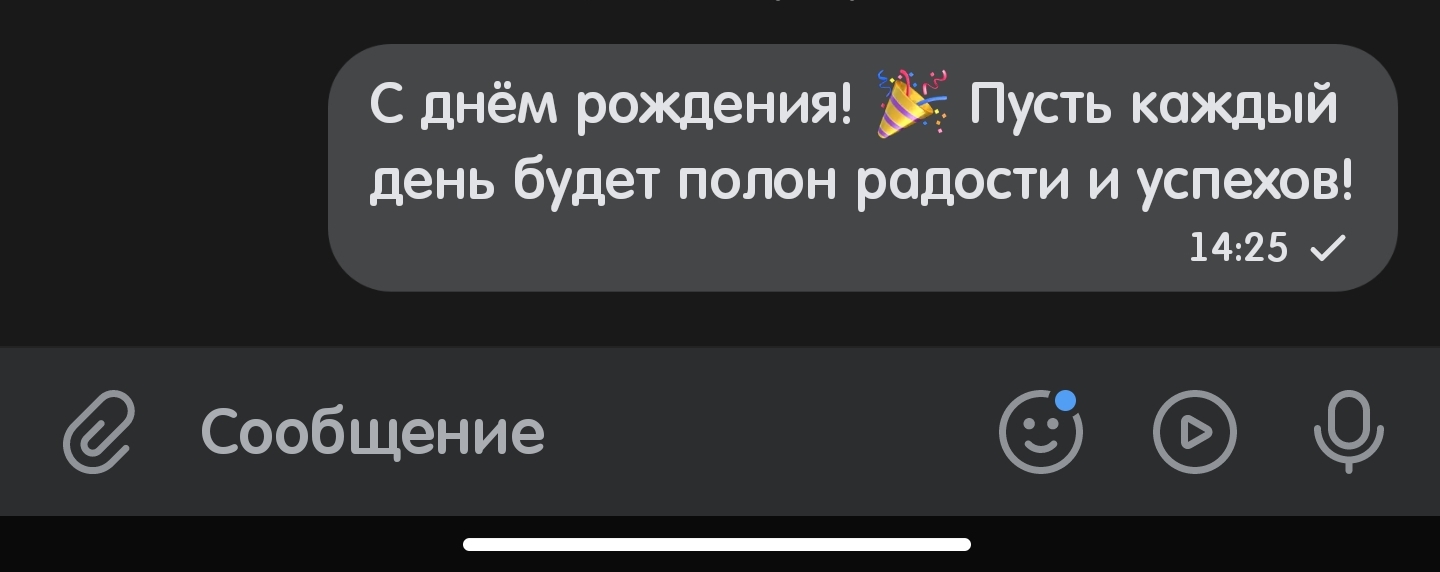 С днём рождения! 🎉 Пусть каждый
день будет полон радости и успехов!
14:25
Сообщение